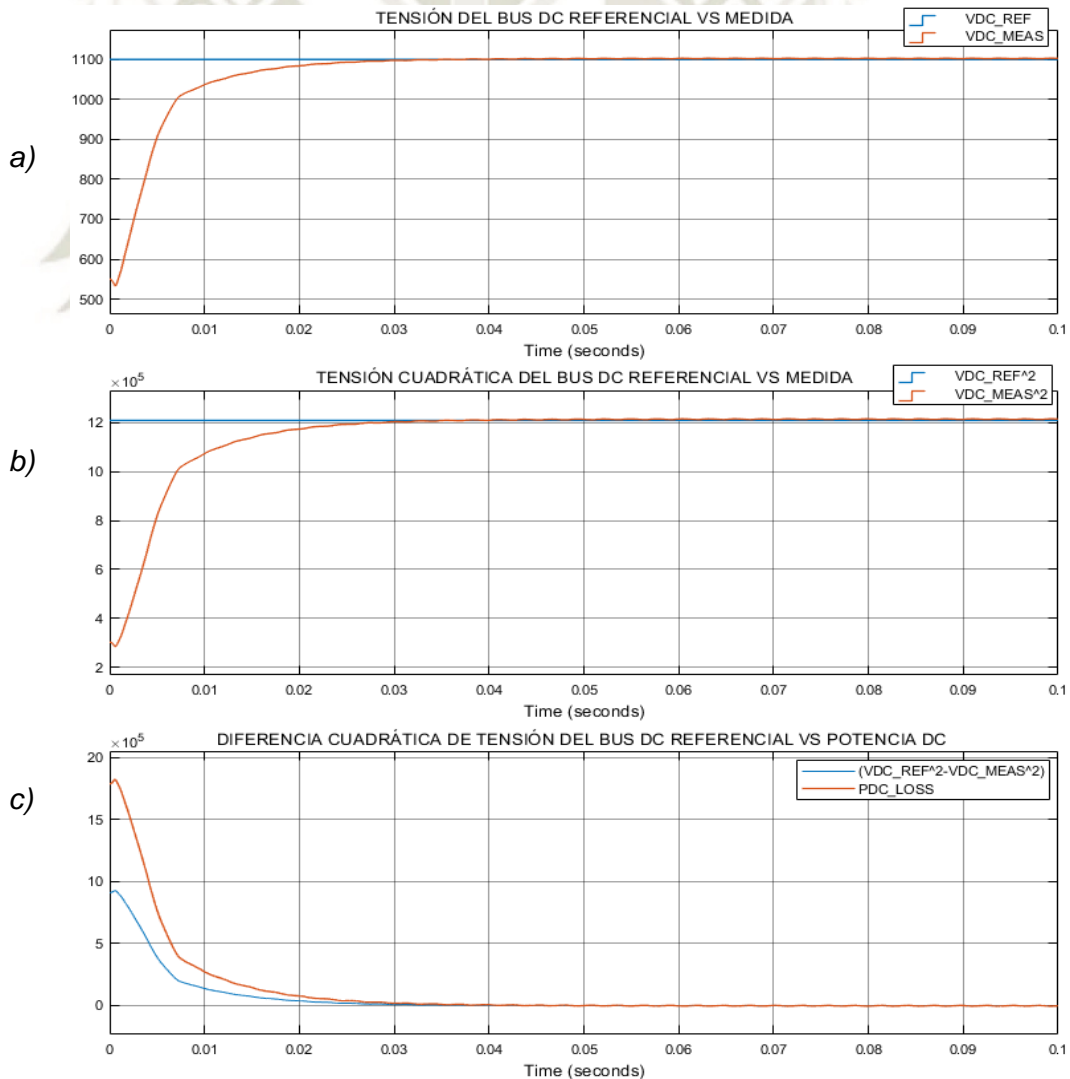 TENSIÓN DEL BUS DC REFERENCIAL VS MEDIDA
VDC_REF
VDC_MEAS
a)
1100
1000
900
800
700
600
500
0 0.01 0.02 0.03 0.04 0.05 0.06 0.07 0.08 0.09 0.1
Time (seconds)
×10⁵
TENSIÓN CUADRÁTICA DEL BUS DC REFERENCIAL VS MEDIDA
VDC_REF^2
VDC_MEAS^2
b)
12
10
8
6
4
2
0 0.01 0.02 0.03 0.04 0.05 0.06 0.07 0.08 0.09 0.1
Time (seconds)
×10⁵
DIFERENCIA CUADRÁTICA DE TENSIÓN DEL BUS DC REFERENCIAL VS POTENCIA DC
(VDC_REF^2-VDC_MEAS^2)
PDC_LOSS
c)
20
15
10
5
0
0 0.01 0.02 0.03 0.04 0.05 0.06 0.07 0.08 0.09 0.1
Time (seconds)